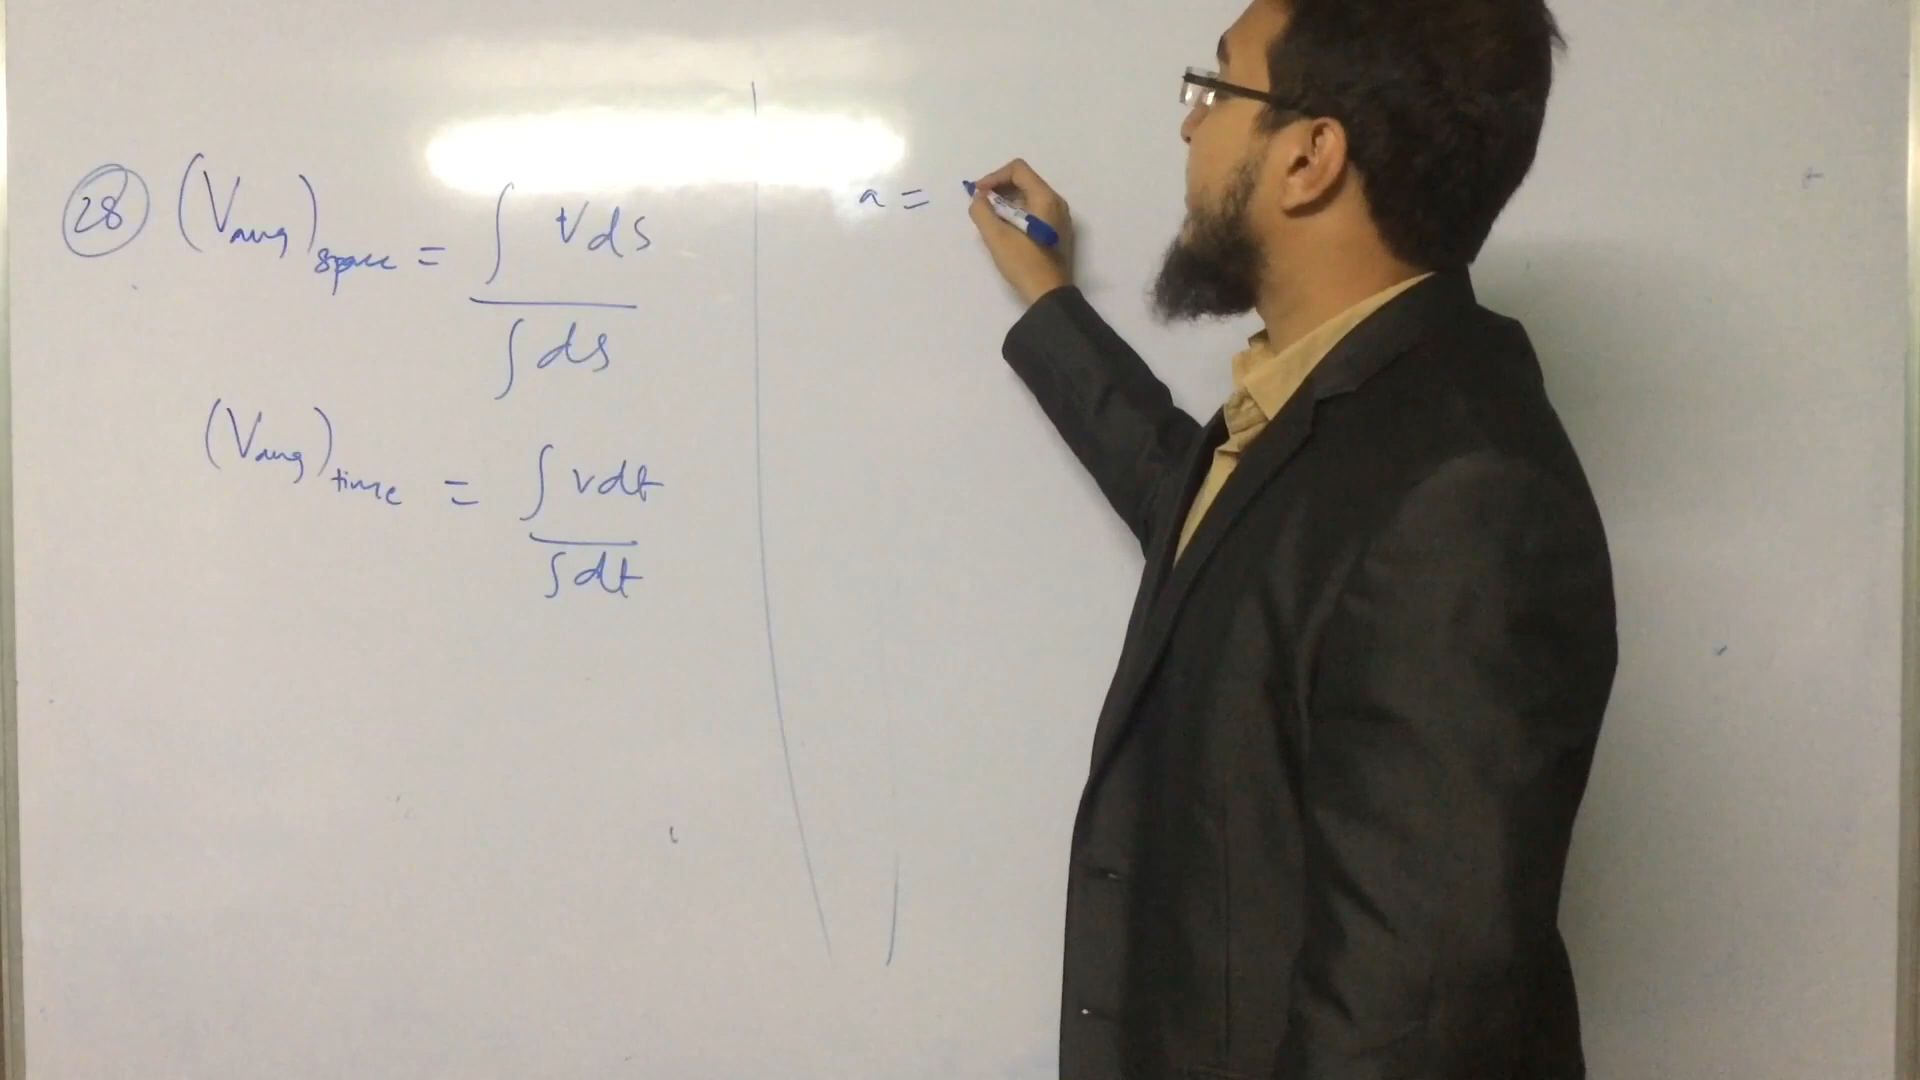 28 (Vavg)space = ∫ v ds
∫ ds
(Vavg)time = ∫ v dt
∫ dt
a =